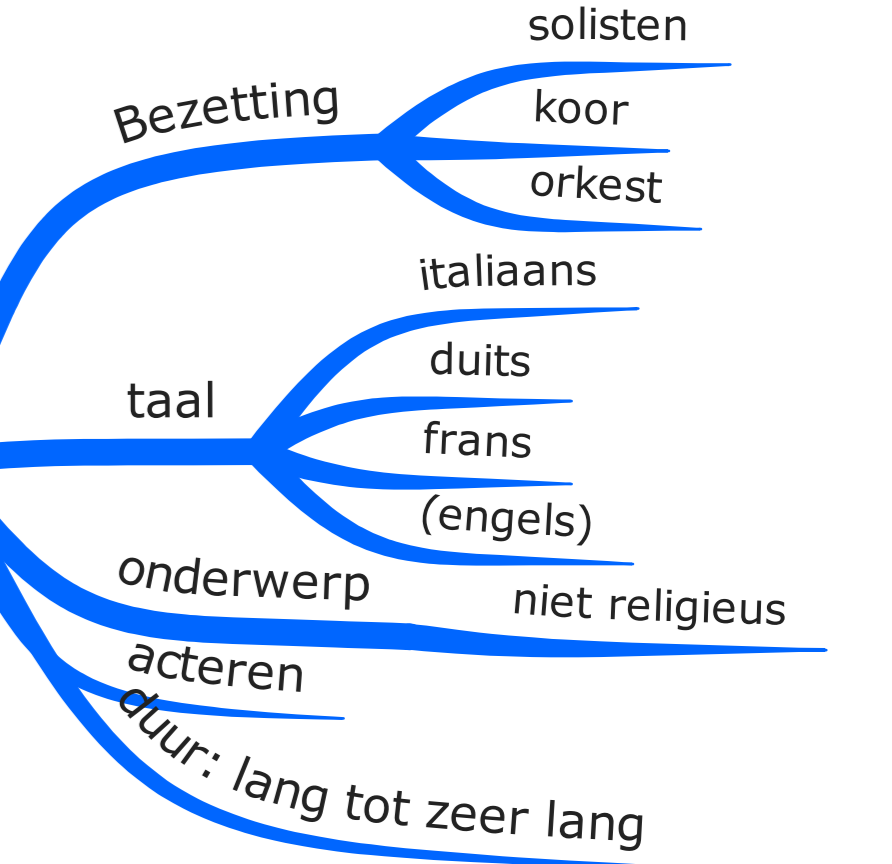 solisten
Bezetting
koor
orkest
italiaans
duits
taal
frans
(engels)
onderwerp
niet religieus
acteren
duur: lang tot zeer lang